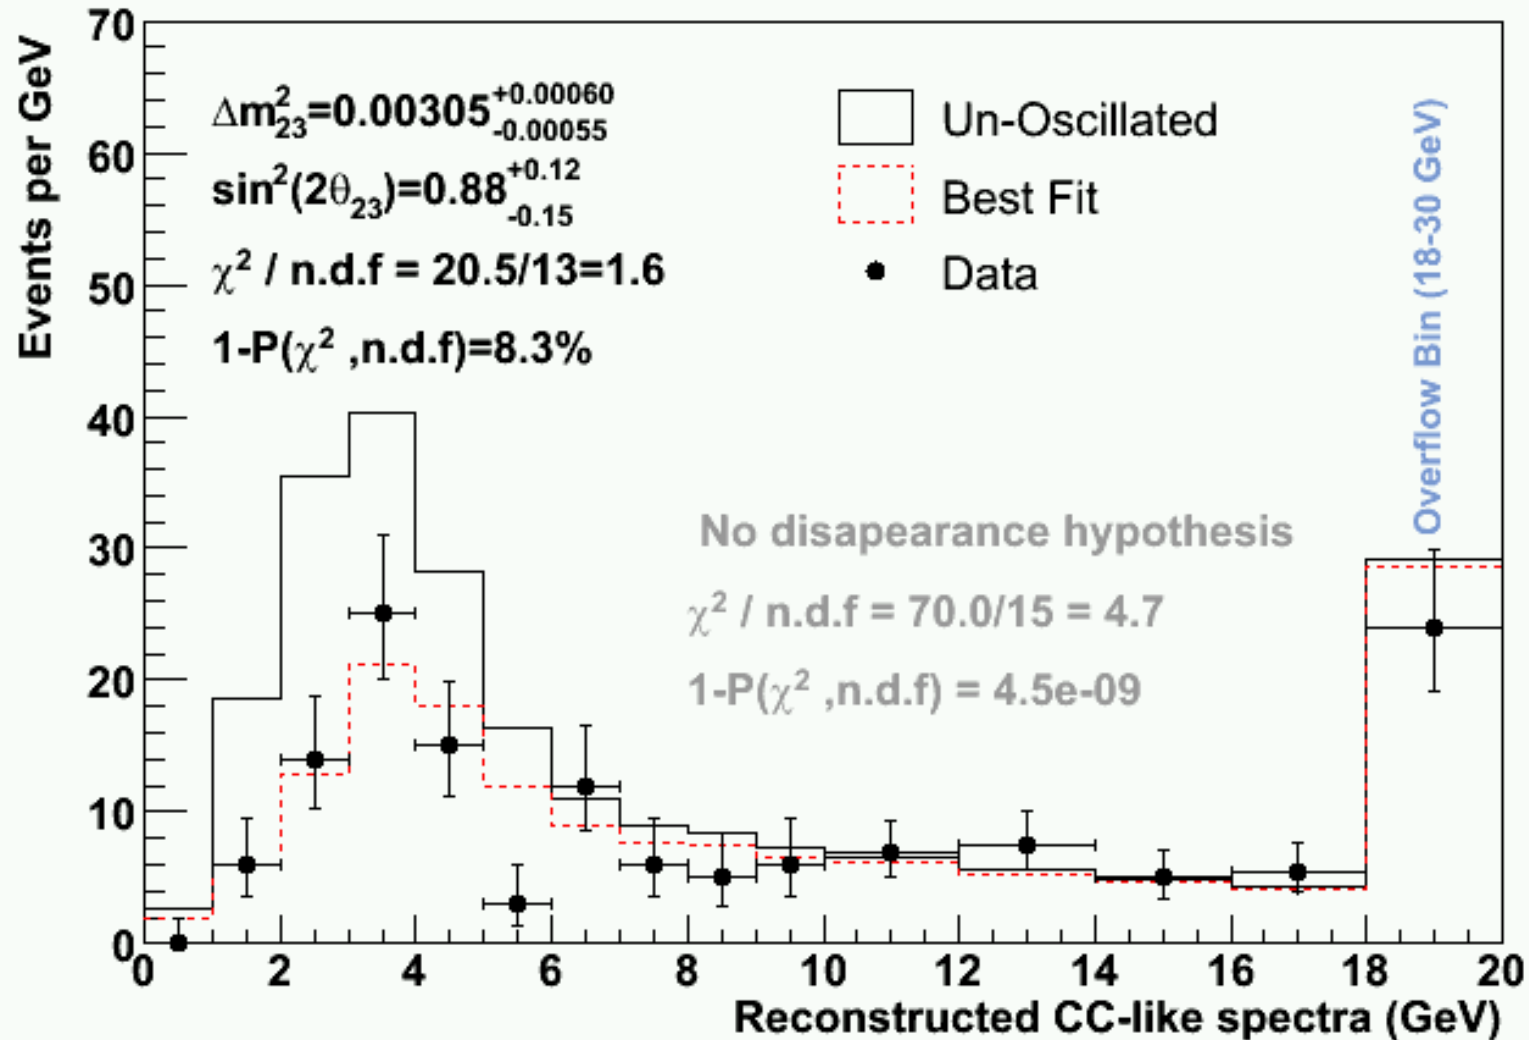 Events per GeV
70
60
50
40
30
20
10
0
Δm²₂₃=0.00305 +0.00060 -0.00055
sin²(2θ₂₃)=0.88 +0.12 -0.15
χ² / n.d.f = 20.5/13=1.6
1-P(χ² ,n.d.f)=8.3%
Un-Oscillated
Best Fit
Data
Overflow Bin (18-30 GeV)
No disapearance hypothesis
χ² / n.d.f = 70.0/15 = 4.7
1-P(χ² ,n.d.f) = 4.5e-09
0 2 4 6 8 10 12 14 16 18 20
Reconstructed CC-like spectra (GeV)